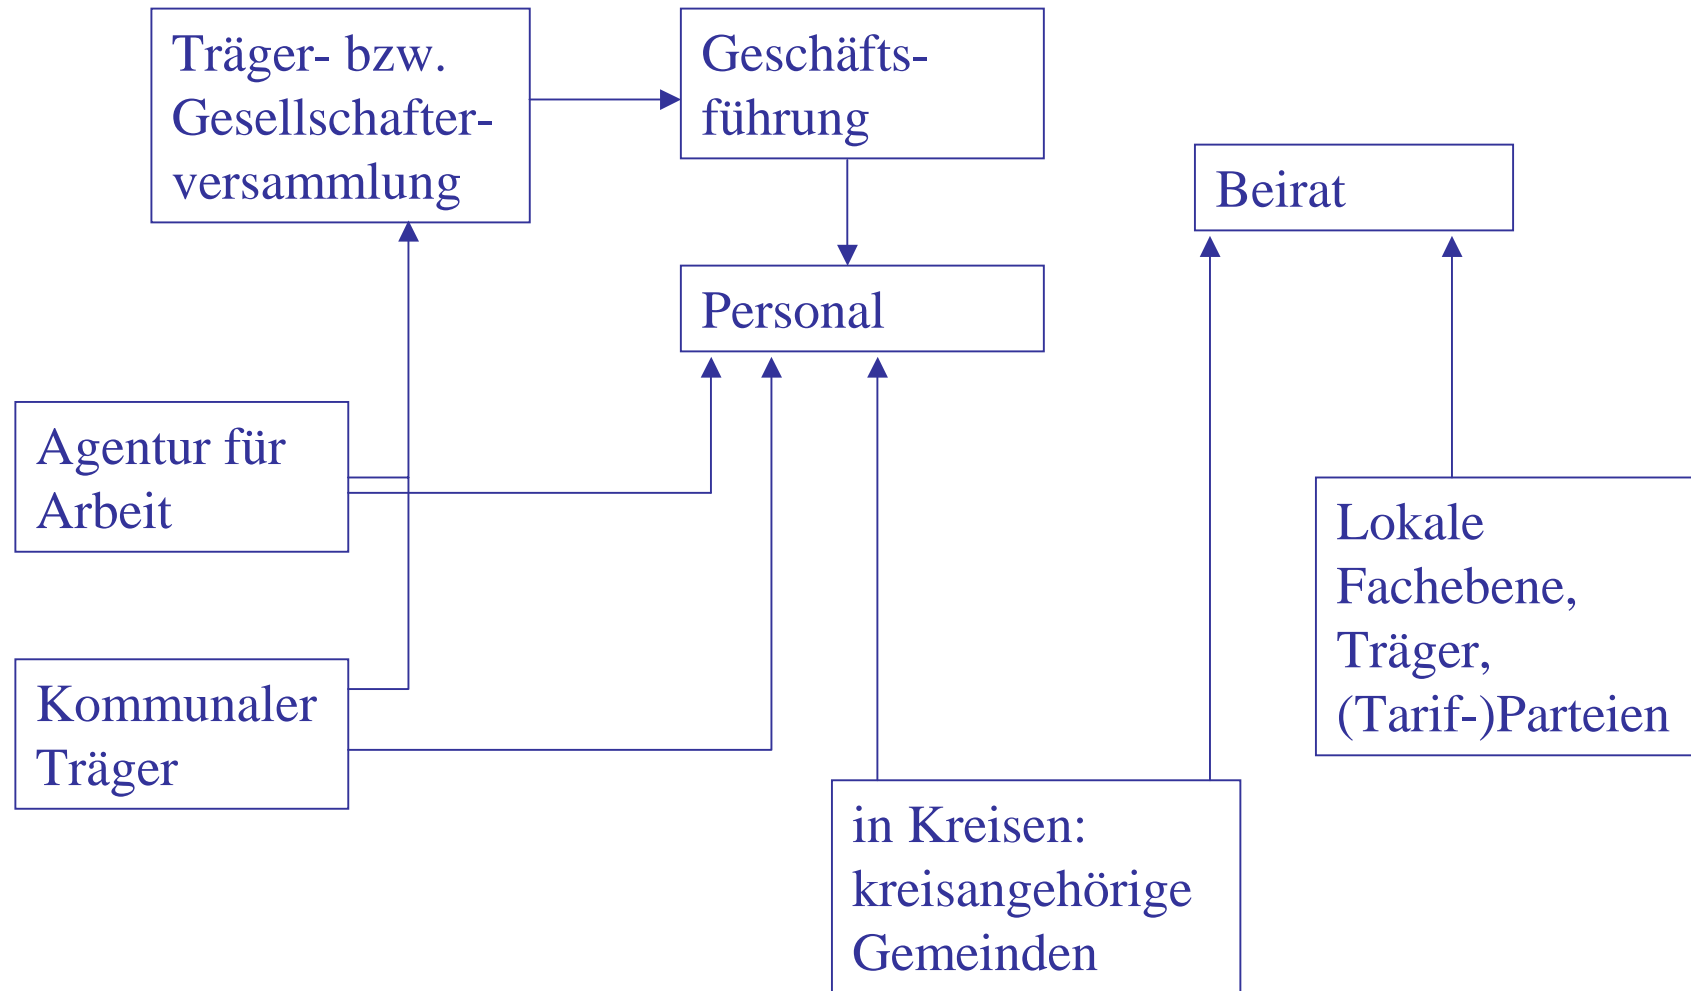 Träger- bzw.
Gesellschafter-
versammlung
Geschäfts-
führung
Beirat
Personal
Agentur für
Arbeit
Lokale
Fachebene,
Träger,
(Tarif-)Parteien
Kommunaler
Träger
in Kreisen:
kreisangehörige
Gemeinden